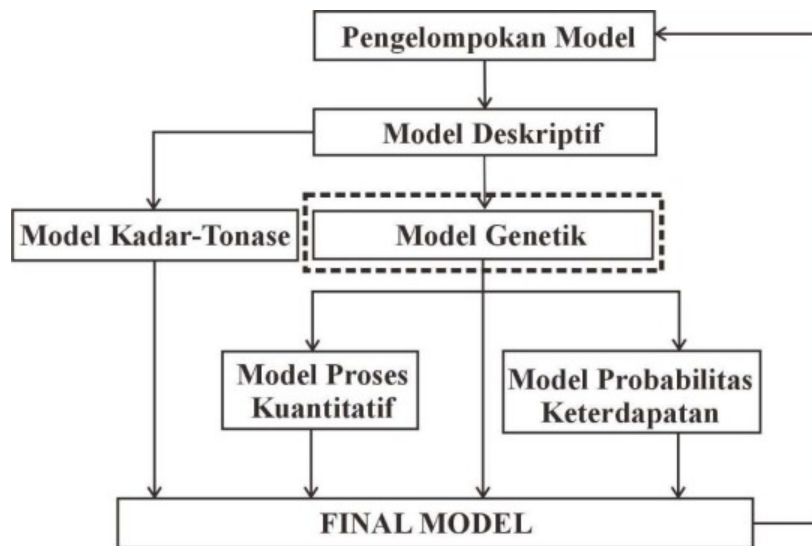 Pengelompokan Model
Model Deskriptif
Model Kadar-Tonase
Model Genetik
Model Proses
Kuantitatif
Model Probabilitas
Keterdapatan
FINAL MODEL